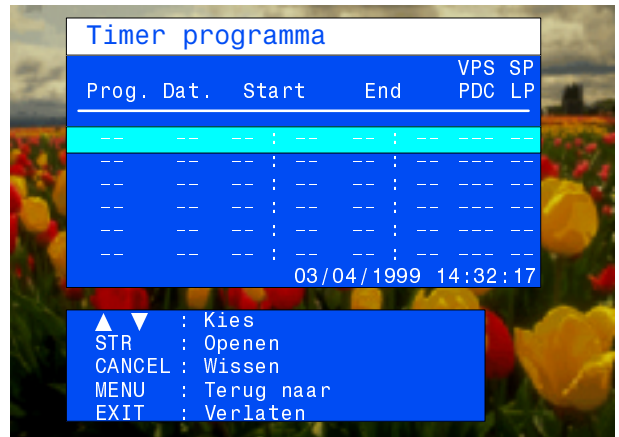 Timer programma
VPS SP
Prog. Dat. Start End PDC LP
-- -- -- : -- -- : -- --- --
-- -- -- : -- -- : -- --- --
-- -- -- : -- -- : -- --- --
-- -- -- : -- -- : -- --- --
-- -- -- : -- -- : -- --- --
-- -- -- : -- -- : -- --- --
03/04/1999 14:32:17
▲ ▼ : Kies
STR : Openen
CANCEL : Wissen
MENU : Terug naar
EXIT : Verlaten